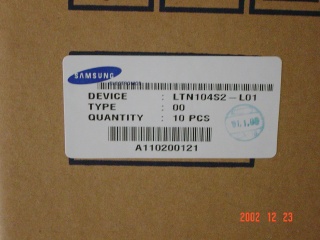 SAMSUNG
DEVICE : LTN104S2-L01
TYPE : 00
QUANTITY : 10 PCS
A110200121
2002 12 23